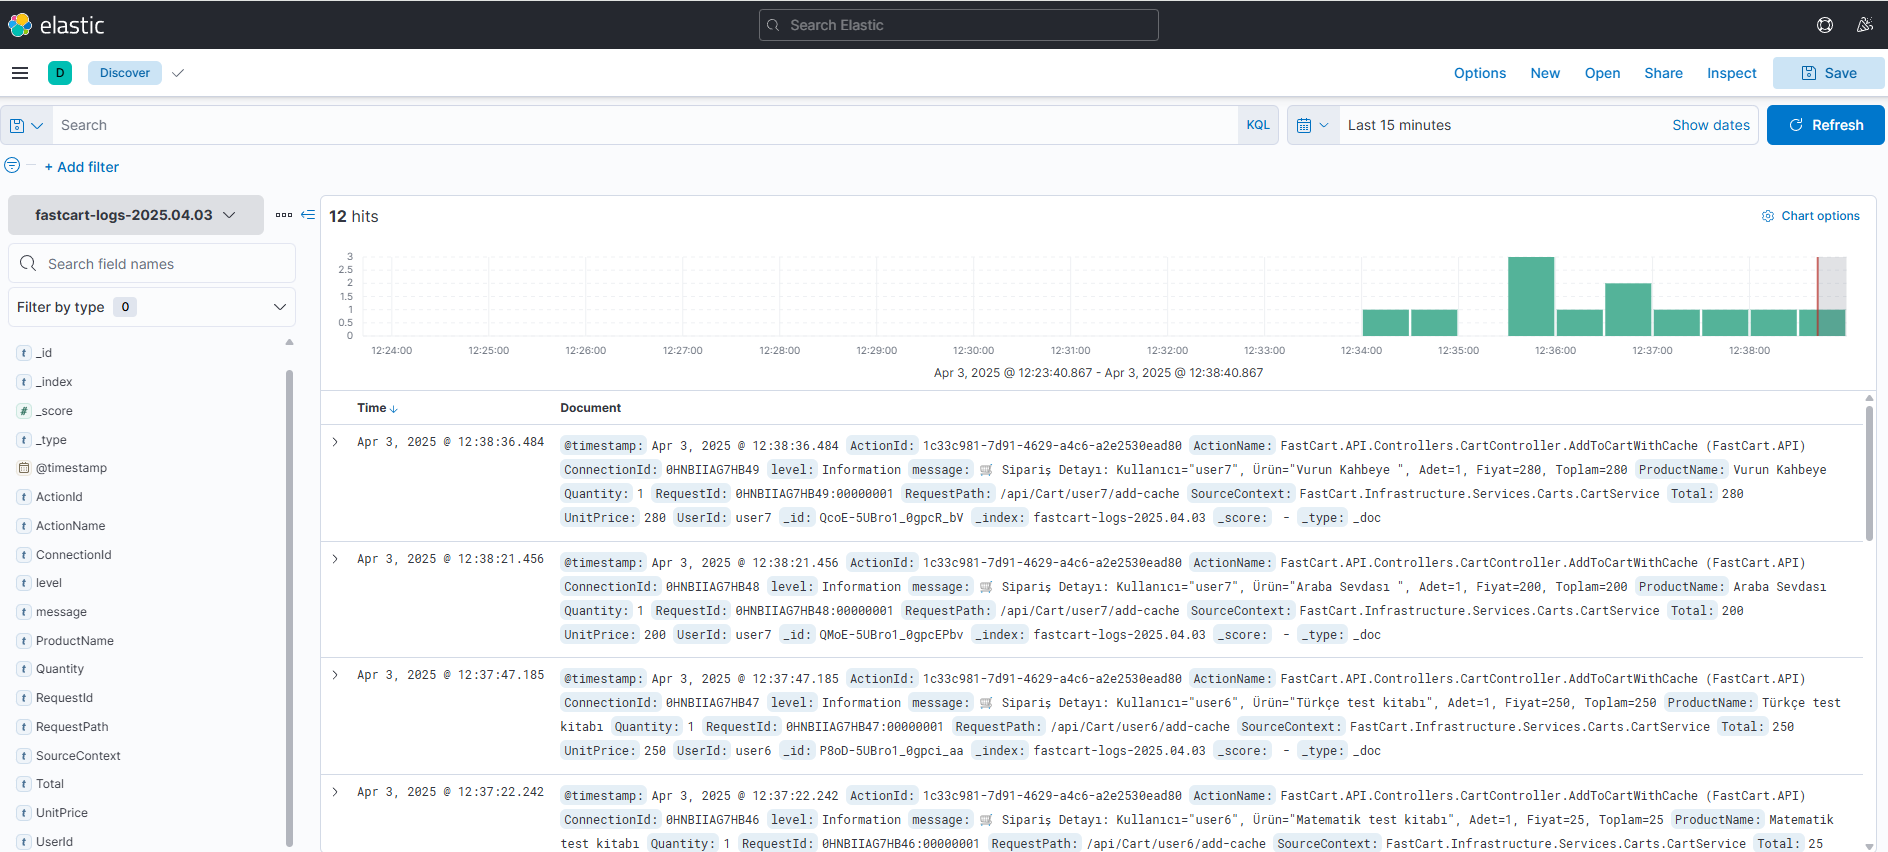 elastic
Search Elastic
D Discover
Options New Open Share Inspect Save
Search KQL Last 15 minutes Show dates Refresh
+ Add filter
fastcart-logs-2025.04.03
12 hits
Chart options
Search field names
Filter by type 0
_id
_index
_score
_type
@timestamp
ActionId
ActionName
ConnectionId
level
message
ProductName
Quantity
RequestId
RequestPath
SourceContext
Total
UnitPrice
UserId
3
2.5
2
1.5
1
0.5
0
12:24:00 12:25:00 12:26:00 12:27:00 12:28:00 12:29:00 12:30:00 12:31:00 12:32:00 12:33:00 12:34:00 12:35:00 12:36:00 12:37:00 12:38:00
Apr 3, 2025 @ 12:23:40.867 - Apr 3, 2025 @ 12:38:40.867
Time Document
Apr 3, 2025 @ 12:38:36.484 @timestamp: Apr 3, 2025 @ 12:38:36.484 ActionId: 1c33c981-7d91-4629-a4c6-a2e2530ead80 ActionName: FastCart.API.Controllers.CartController.AddToCartWithCache (FastCart.API)
ConnectionId: 0HNBIIAG7HB49 level: Information message: 🛒 Sipariş Detayı: Kullanıcı="user7", Ürün="Vurun Kahbeye ", Adet=1, Fiyat=280, Toplam=280 ProductName: Vurun Kahbeye
Quantity: 1 RequestId: 0HNBIIAG7HB49:00000001 RequestPath: /api/Cart/user7/add-cache SourceContext: FastCart.Infrastructure.Services.Carts.CartService Total: 280
UnitPrice: 280 UserId: user7 _id: QcoE-5UBro1_0gpcR_bV _index: fastcart-logs-2025.04.03 _score: - _type: _doc
Apr 3, 2025 @ 12:38:21.456 @timestamp: Apr 3, 2025 @ 12:38:21.456 ActionId: 1c33c981-7d91-4629-a4c6-a2e2530ead80 ActionName: FastCart.API.Controllers.CartController.AddToCartWithCache (FastCart.API)
ConnectionId: 0HNBIIAG7HB48 level: Information message: 🛒 Sipariş Detayı: Kullanıcı="user7", Ürün="Araba Sevdası ", Adet=1, Fiyat=200, Toplam=200 ProductName: Araba Sevdası
Quantity: 1 RequestId: 0HNBIIAG7HB48:00000001 RequestPath: /api/Cart/user7/add-cache SourceContext: FastCart.Infrastructure.Services.Carts.CartService Total: 200
UnitPrice: 200 UserId: user7 _id: QMoE-5UBro1_0gpcEPbv _index: fastcart-logs-2025.04.03 _score: - _type: _doc
Apr 3, 2025 @ 12:37:47.185 @timestamp: Apr 3, 2025 @ 12:37:47.185 ActionId: 1c33c981-7d91-4629-a4c6-a2e2530ead80 ActionName: FastCart.API.Controllers.CartController.AddToCartWithCache (FastCart.API)
ConnectionId: 0HNBIIAG7HB47 level: Information message: 🛒 Sipariş Detayı: Kullanıcı="user6", Ürün="Türkçe test kitabı", Adet=1, Fiyat=250, Toplam=250 ProductName: Türkçe test
kitabı Quantity: 1 RequestId: 0HNBIIAG7HB47:00000001 RequestPath: /api/Cart/user6/add-cache SourceContext: FastCart.Infrastructure.Services.Carts.CartService Total: 250
UnitPrice: 250 UserId: user6 _id: P8oD-5UBro1_0gpci_aa _index: fastcart-logs-2025.04.03 _score: - _type: _doc
Apr 3, 2025 @ 12:37:22.242 @timestamp: Apr 3, 2025 @ 12:37:22.242 ActionId: 1c33c981-7d91-4629-a4c6-a2e2530ead80 ActionName: FastCart.API.Controllers.CartController.AddToCartWithCache (FastCart.API)
ConnectionId: 0HNBIIAG7HB46 level: Information message: 🛒 Sipariş Detayı: Kullanıcı="user6", Ürün="Matematik test kitabı", Adet=1, Fiyat=25, Toplam=25 ProductName: Matematik
test kitabı Quantity: 1 RequestId: 0HNBIIAG7HB46:00000001 RequestPath: /api/Cart/user6/add-cache SourceContext: FastCart.Infrastructure.Services.Carts.CartService Total: 25